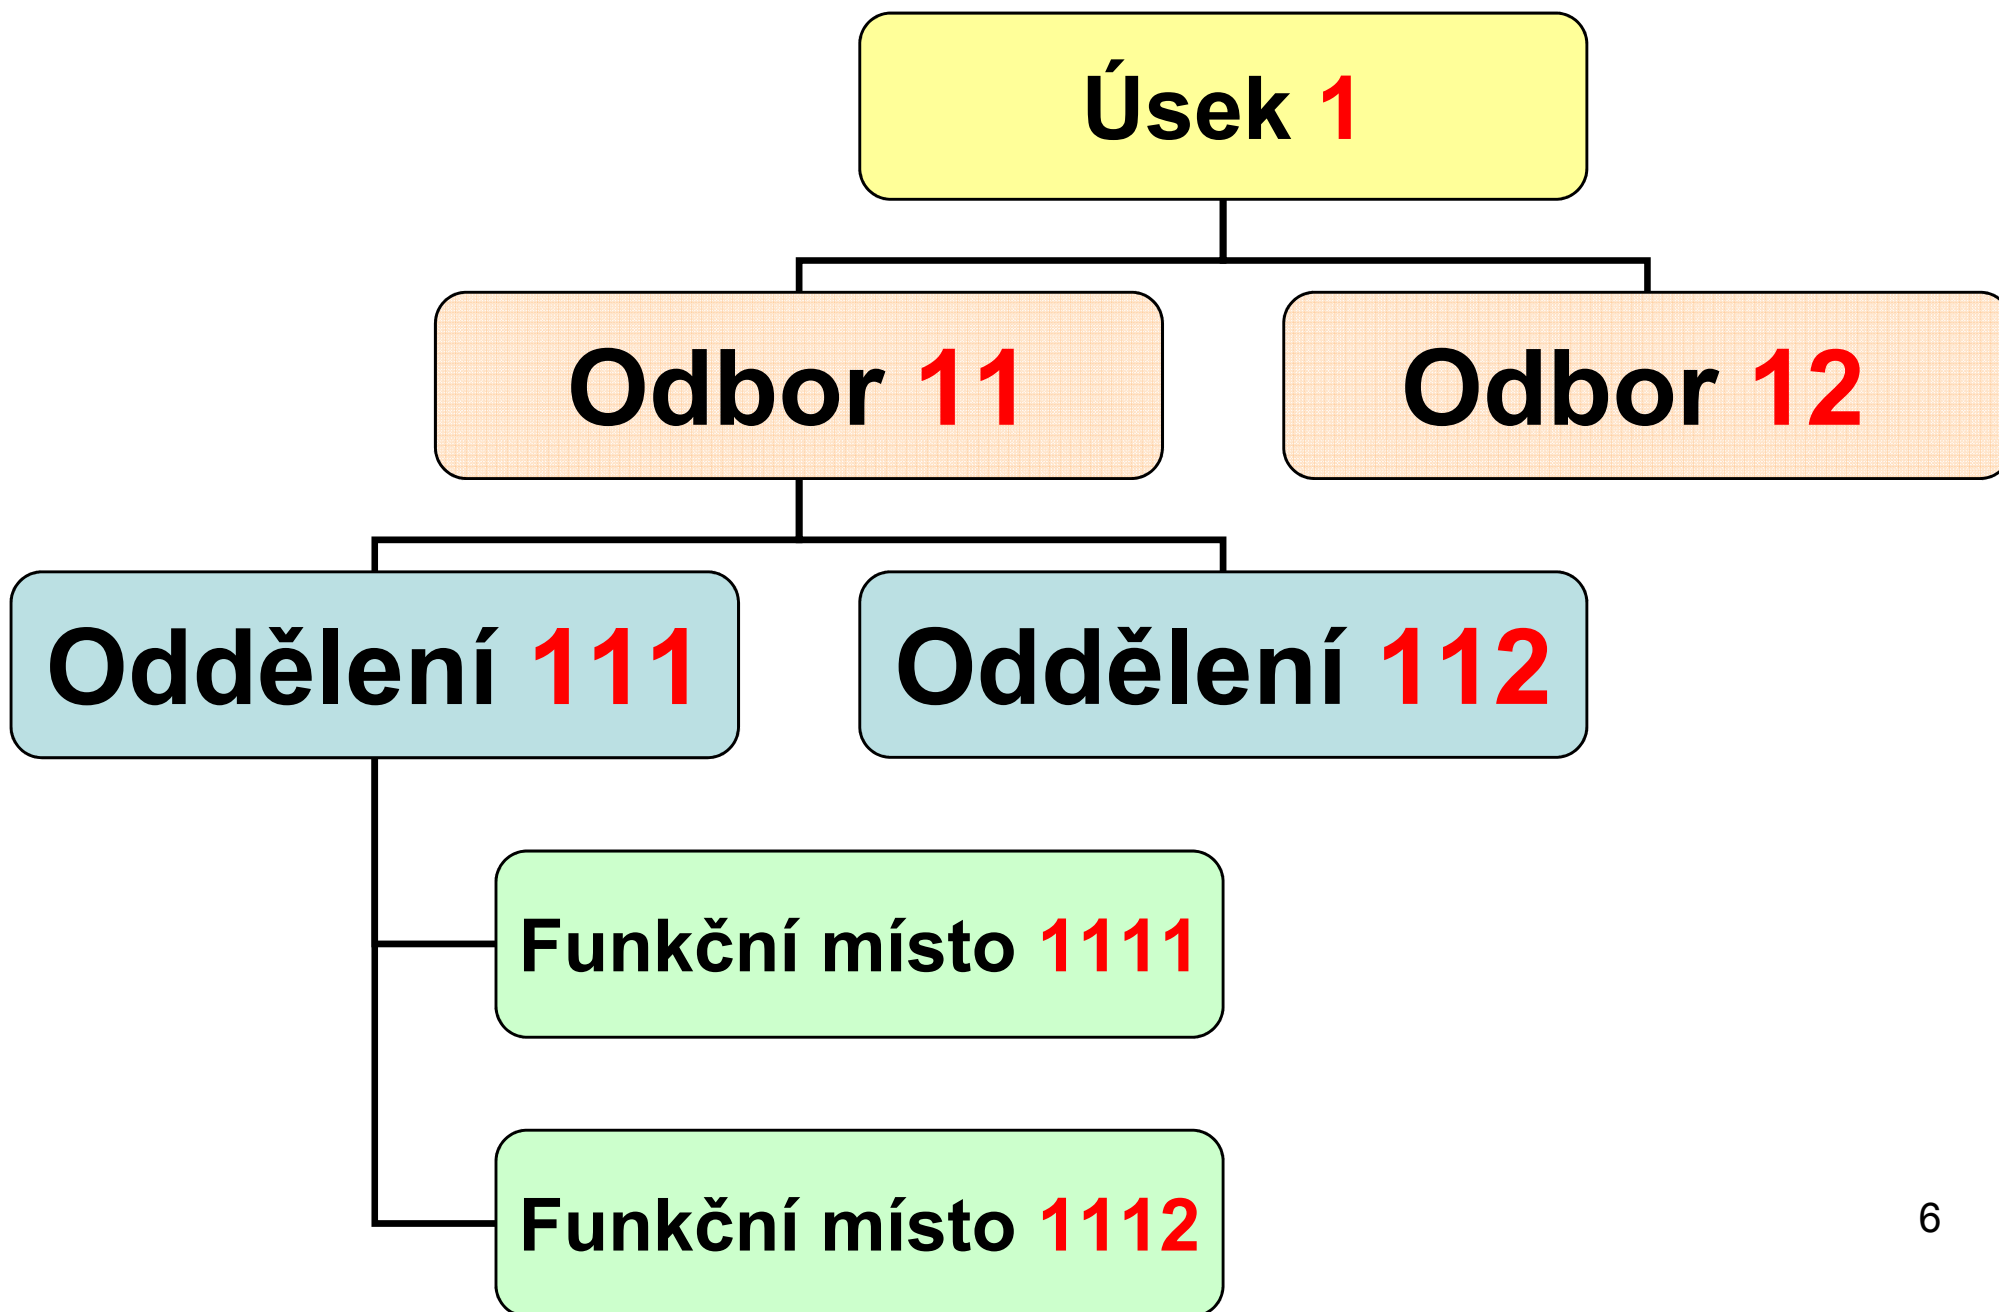 Úsek 1
Odbor 11
Odbor 12
Oddělení 111
Oddělení 112
Funkční místo 1111
Funkční místo 1112
6